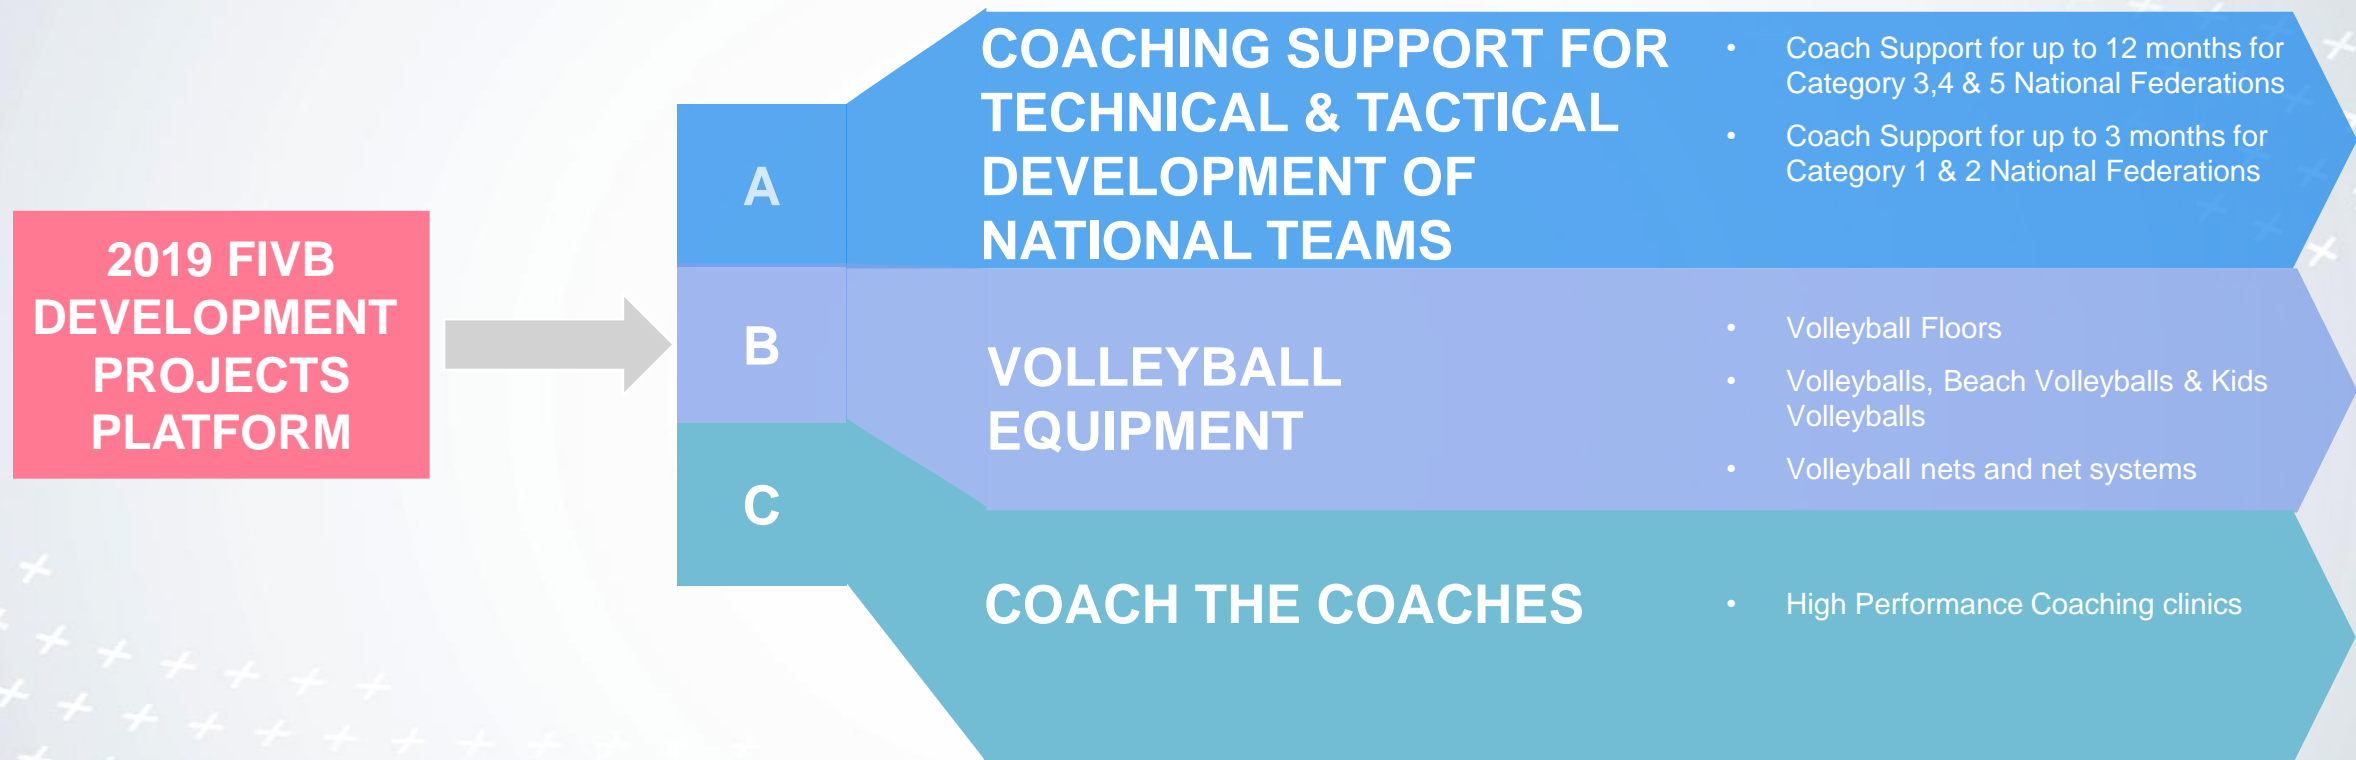 2019 FIVB
DEVELOPMENT
PROJECTS
PLATFORM
A
COACHING SUPPORT FOR
TECHNICAL & TACTICAL
DEVELOPMENT OF
NATIONAL TEAMS
• Coach Support for up to 12 months for
Category 3,4 & 5 National Federations
• Coach Support for up to 3 months for
Category 1 & 2 National Federations
B
VOLLEYBALL
EQUIPMENT
• Volleyball Floors
• Volleyballs, Beach Volleyballs & Kids
Volleyballs
• Volleyball nets and net systems
C
COACH THE COACHES
• High Performance Coaching clinics